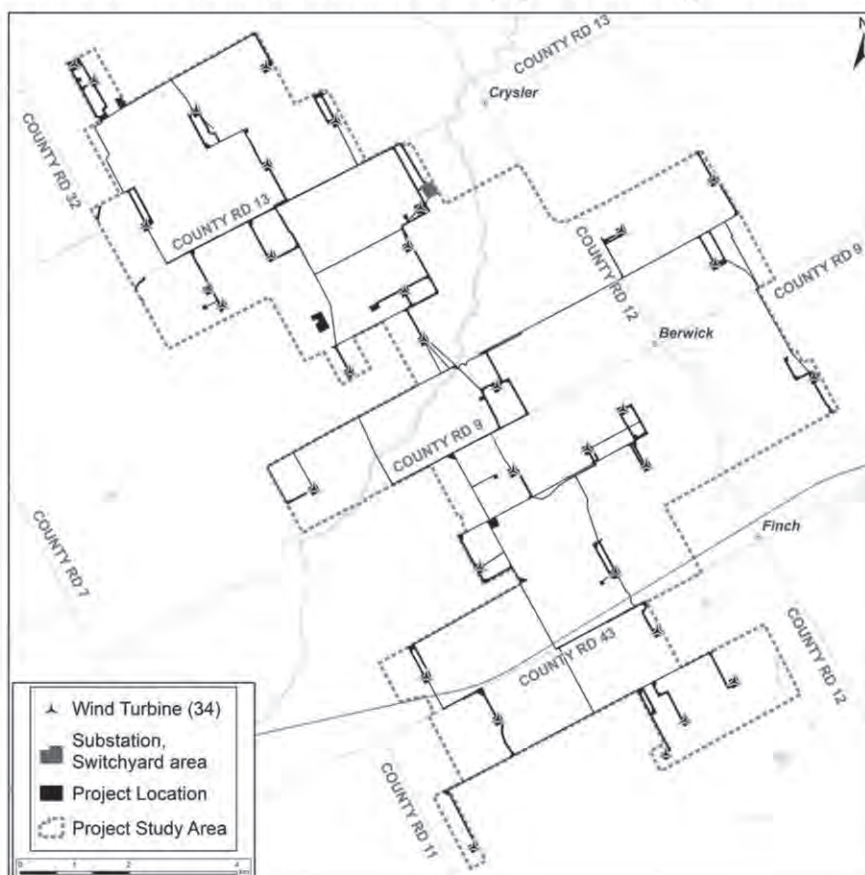 COUNTY RD 13
N
Crysler
COUNTY RD 32
COUNTY RD 13
COUNTY RD 12
COUNTY RD 9
Berwick
COUNTY RD 9
COUNTY RD 7
Finch
COUNTY RD 43
COUNTY RD 12
COUNTY RD 11
Wind Turbine (34)
Substation,
Switchyard area
Project Location
Project Study Area
0 1 2 4
km